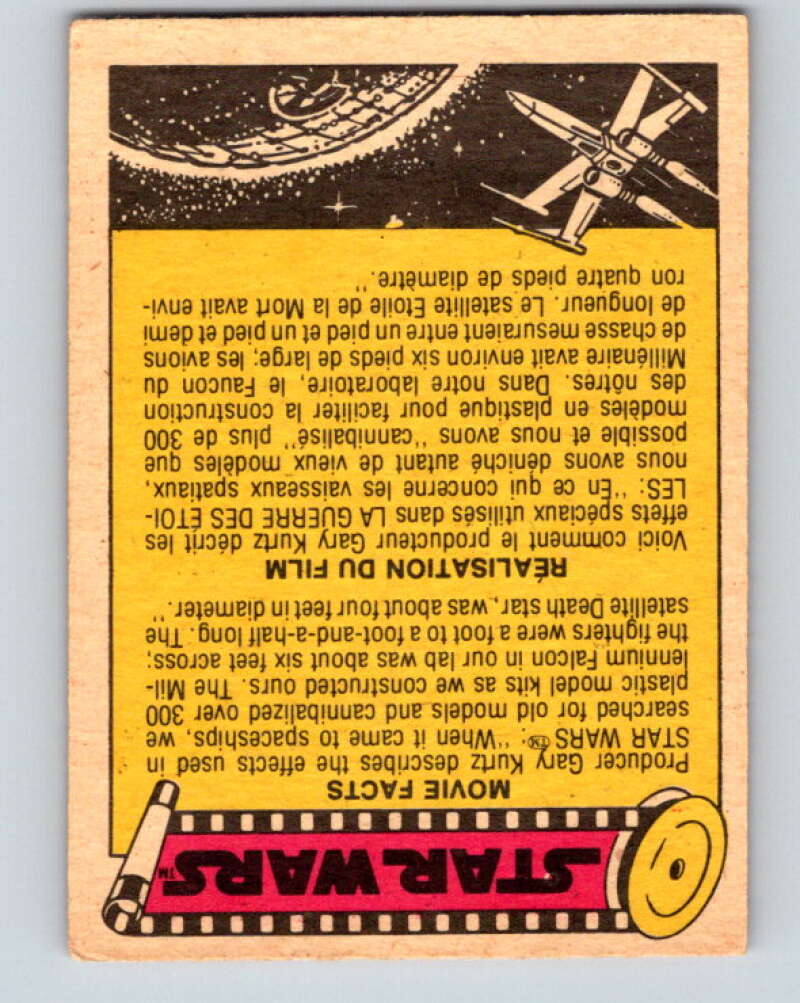 STAR WARS™
MOVIE FACTS
Producer Gary Kurtz describes the effects used in
STAR WARS™: "When it came to spaceships, we
searched for old models and cannibalized over 300
plastic model kits as we constructed ours. The Mil-
lennium Falcon in our lab was about six feet across;
the fighters were a foot to a foot-and-a-half long. The
satellite Death star, was about four feet in diameter."
RÉALISATION DU FILM
Voici comment le producteur Gary Kurtz décrit les
effets spéciaux utilisés dans LA GUERRE DES ÉTOI-
LES: "En ce qui concerne les vaisseaux spatiaux,
nous avons déniché autant de vieux modèles que
possible et nous avons "cannibalisé" plus de 300
modèles en plastique pour faciliter la construction
des nôtres. Dans notre laboratoire, le Faucon du
Millénaire avait environ six pieds de large; les avions
de chasse mesuraient entre un pied et un pied et demi
de longueur. Le satellite Étoile de la Mort avait envi-
ron quatre pieds de diamètre."